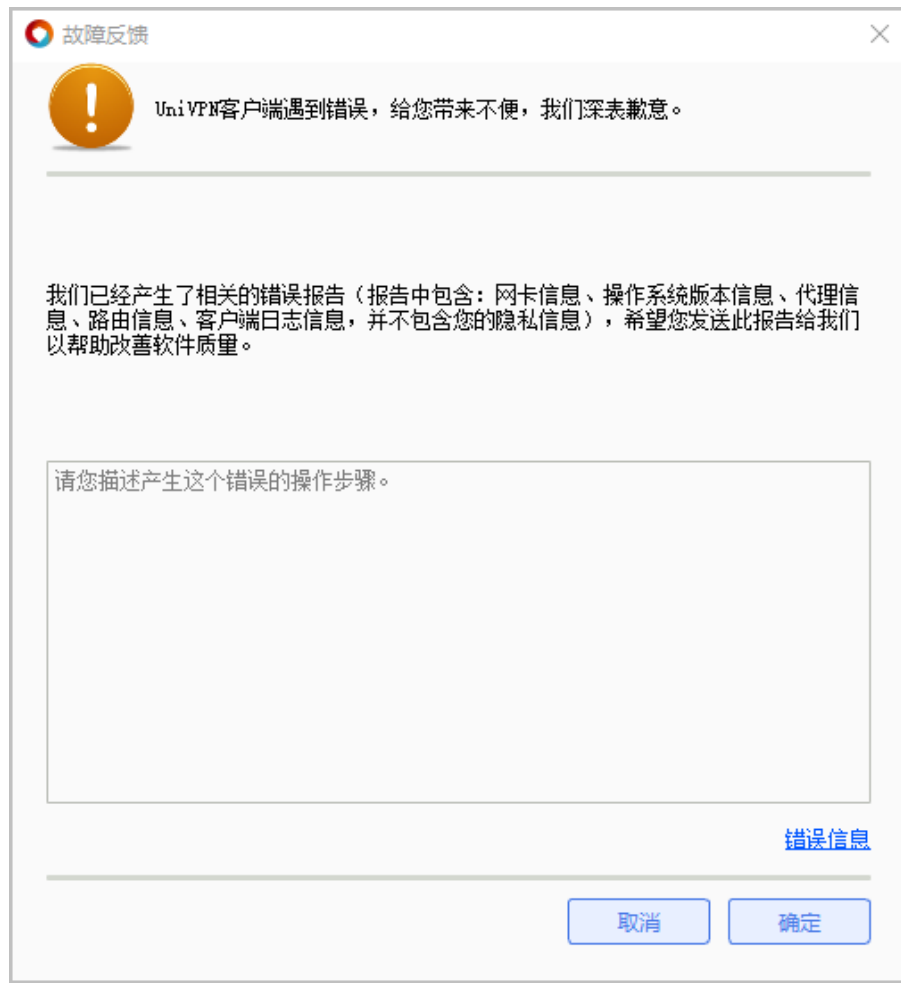 故障反馈
UniVPN客户端遇到错误，给您带来不便，我们深表歉意。
我们已经产生了相关的错误报告（报告中包含：网卡信息、操作系统版本信息、代理信
息、路由信息、客户端日志信息，并不包含您的隐私信息），希望您发送此报告给我们
以帮助改善软件质量。
请您描述产生这个错误的操作步骤。
错误信息
取消
确定